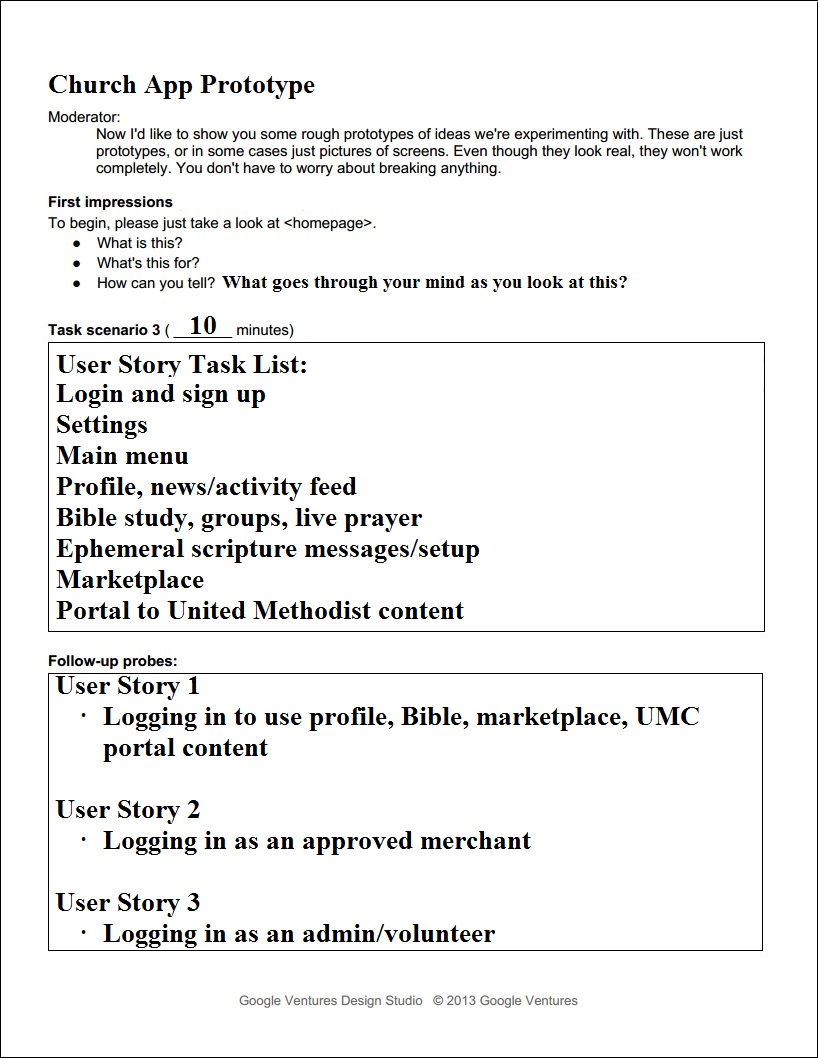 Church App Prototype
Moderator:
Now I'd like to show you some rough prototypes of ideas we're experimenting with. These are just
prototypes, or in some cases just pictures of screens. Even though they look real, they won't work
completely. You don't have to worry about breaking anything.
First impressions
To begin, please just take a look at <homepage>.
● What is this?
● What's this for?
● How can you tell? What goes through your mind as you look at this?
Task scenario 3 ( 10 minutes)
User Story Task List:
Login and sign up
Settings
Main menu
Profile, news/activity feed
Bible study, groups, live prayer
Ephemeral scripture messages/setup
Marketplace
Portal to United Methodist content
Follow-up probes:
User Story 1
· Logging in to use profile, Bible, marketplace, UMC
portal content
User Story 2
· Logging in as an approved merchant
User Story 3
· Logging in as an admin/volunteer
Google Ventures Design Studio © 2013 Google Ventures